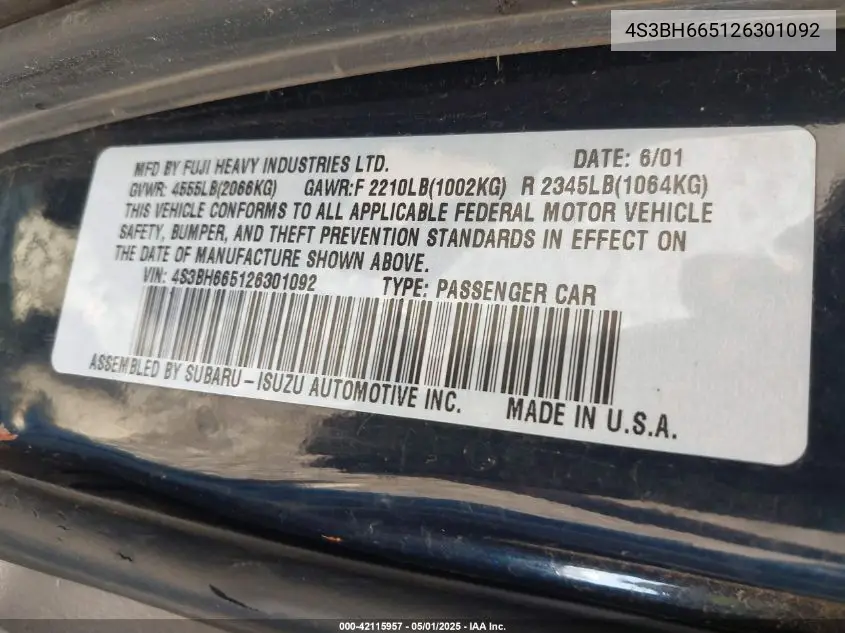 4S3BH665126301092
MFD BY FUJI HEAVY INDUSTRIES LTD. DATE: 6/01
GVWR: 4555LB(2066KG) GAWR:F 2210LB(1002KG) R 2345LB(1064KG)
THIS VEHICLE CONFORMS TO ALL APPLICABLE FEDERAL MOTOR VEHICLE
SAFETY, BUMPER, AND THEFT PREVENTION STANDARDS IN EFFECT ON
THE DATE OF MANUFACTURE SHOWN ABOVE.
VIN: 4S3BH665126301092 TYPE: PASSENGER CAR
ASSEMBLED BY SUBARU-ISUZU AUTOMOTIVE INC. MADE IN U.S.A.
000-42115957 - 05/01/2025 - IAA Inc.